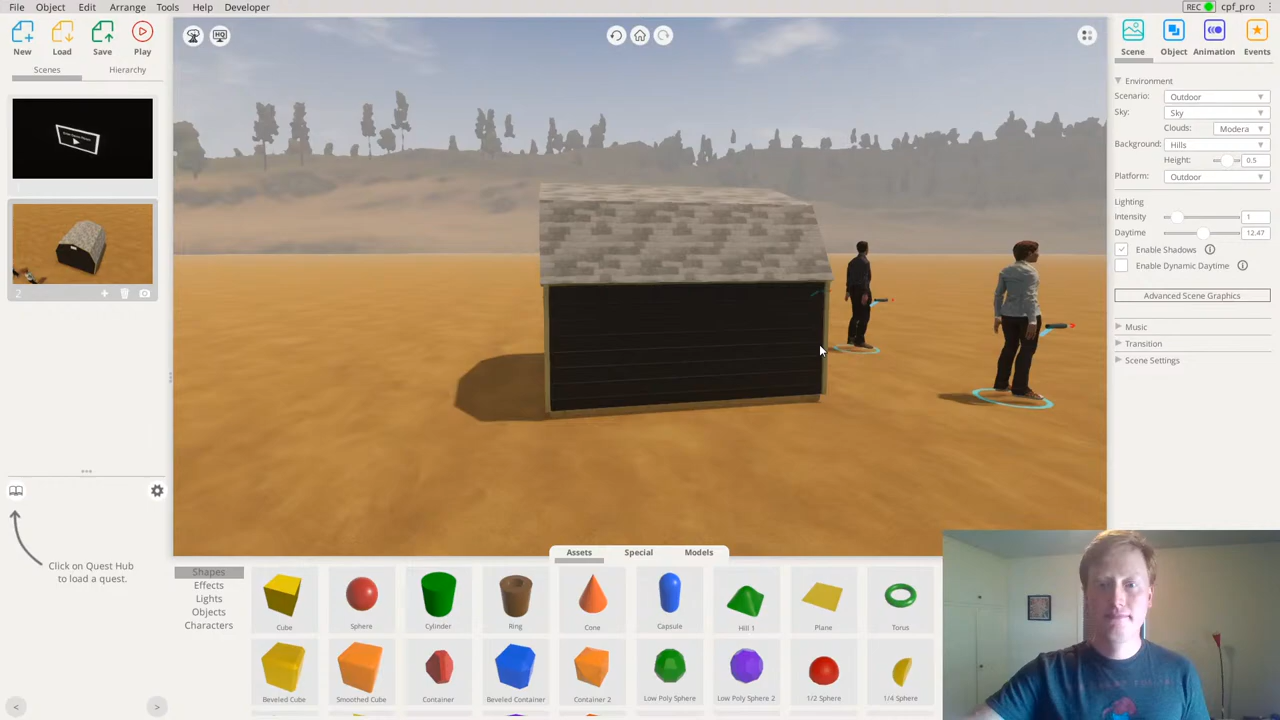 File Object Edit Arrange Tools Help Developer
REC cpf_pro
New Load Save Play
Scenes Hierarchy
HQ
2
Click on Quest Hub
to load a quest.
Scene Object Animation Events
Environment
Scenario: Outdoor
Sky: Sky
Clouds: Modera
Background: Hills
Height: 0.5
Platform: Outdoor
Lighting
Intensity 1
Daytime 12.47
Enable Shadows
Enable Dynamic Daytime
Advanced Scene Graphics
Music
Transition
Scene Settings
Assets Special Models
Shapes
Effects
Lights
Objects
Characters
Cube Sphere Cylinder Ring Cone Capsule Hill 1 Plane Torus
Beveled Cube Smoothed Cube Container Beveled Container Container 2 Low Poly Sphere Low Poly Sphere 2 1/2 Sphere 1/4 Sphere